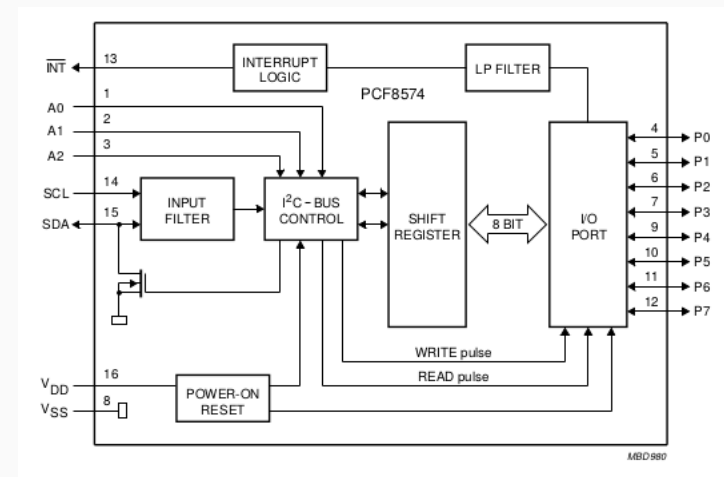 INT 13
INTERRUPT
LOGIC
LP FILTER
PCF8574
A0 1
A1 2
A2 3
SCL 14
SDA 15
INPUT
FILTER
I²C – BUS
CONTROL
SHIFT
REGISTER
8 BIT
I/O
PORT
4 P0
5 P1
6 P2
7 P3
9 P4
10 P5
11 P6
12 P7
WRITE pulse
READ pulse
VDD 16
VSS 8
POWER-ON
RESET
MBD980